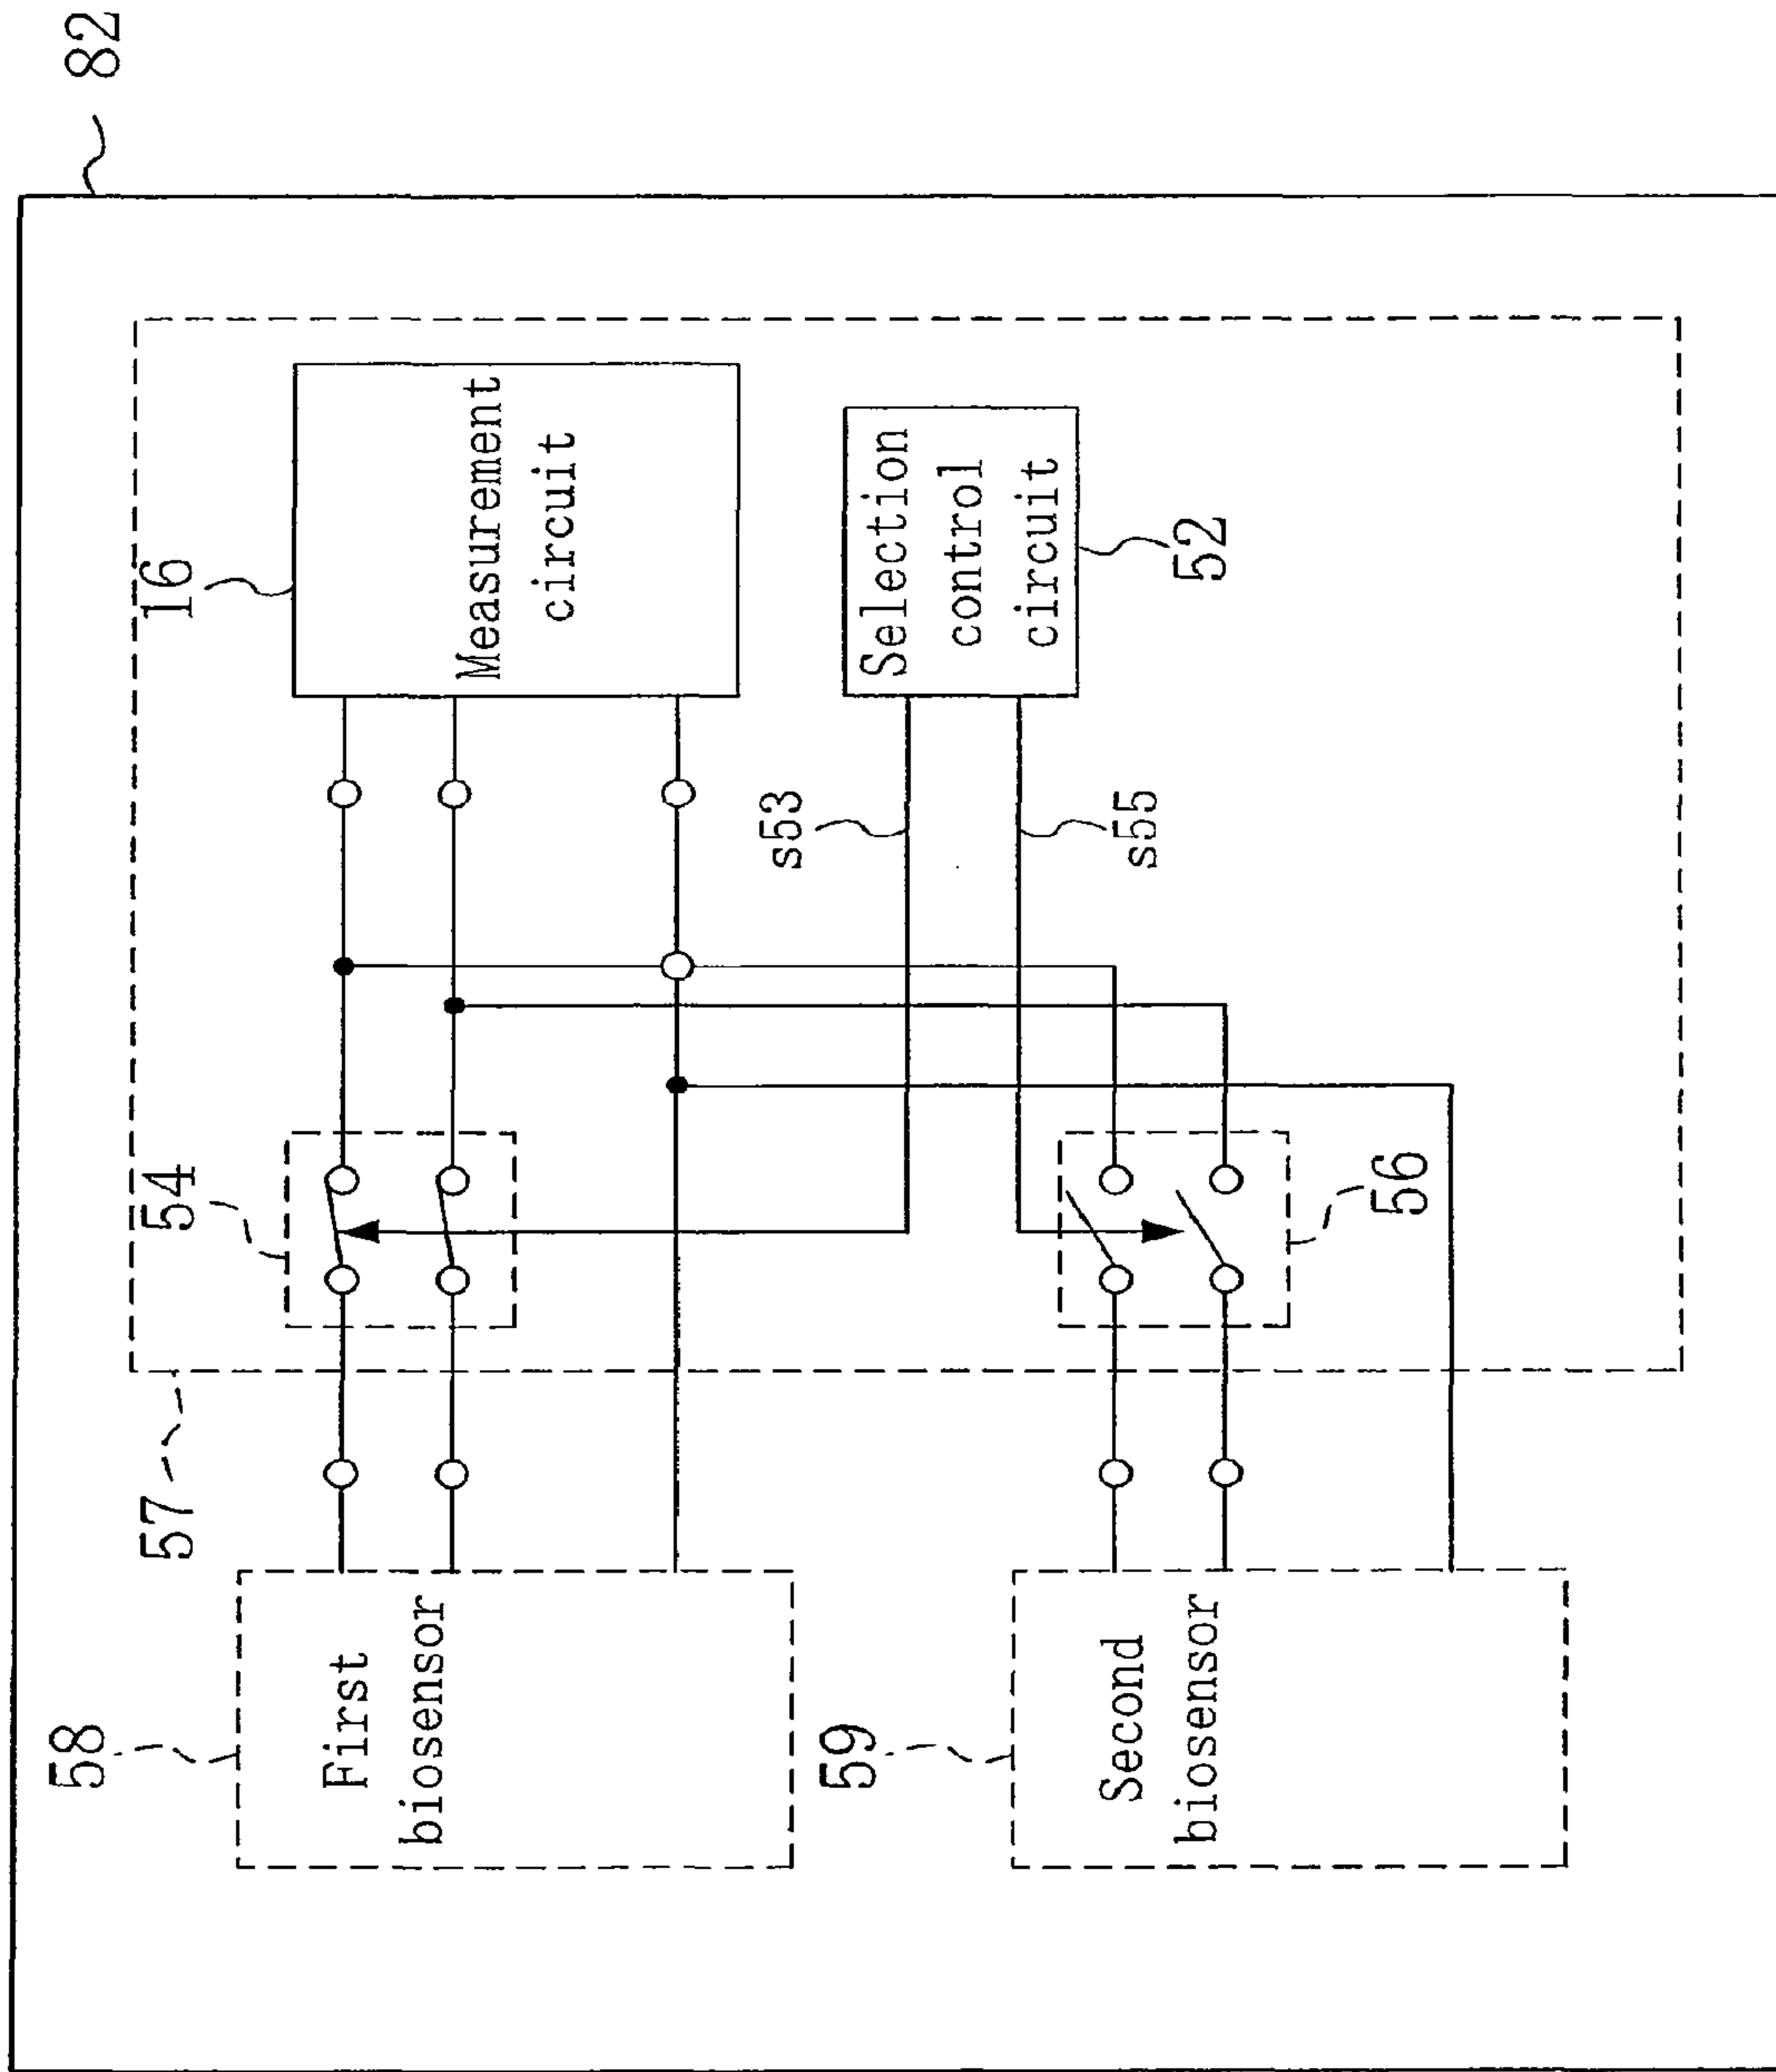 82
57
54
16
Measurement
circuit
Selection
control
circuit
52
s53
s55
56
58
First
biosensor
59
Second
biosensor